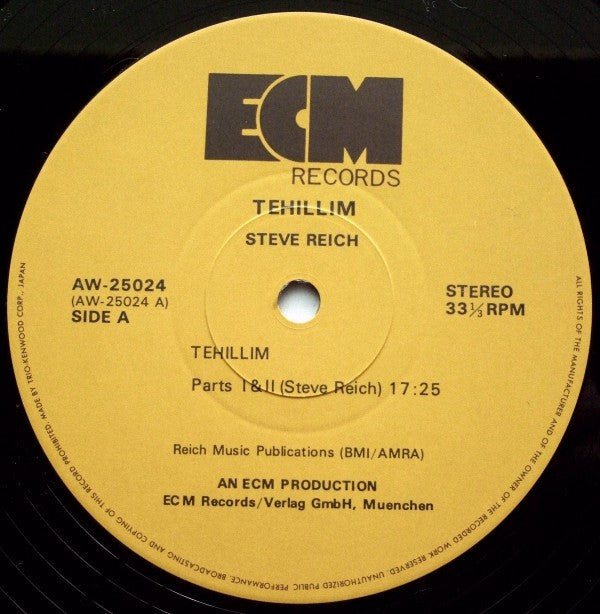 ECM
RECORDS
TEHILLIM
STEVE REICH
AW-25024
(AW-25024 A)
SIDE A
STEREO
33 ⅓ RPM
TEHILLIM
Parts I & II (Steve Reich) 17:25
Reich Music Publications (BMI/AMRA)
AN ECM PRODUCTION
ECM Records/Verlag GmbH, Muenchen
ALL RIGHTS OF THE MANUFACTURER AND OF THE OWNER OF THE RECORDED WORK RESERVED. UNAUTHORIZED PUBLIC PERFORMANCE, BROADCASTING AND COPYING OF THIS RECORD PROHIBITED. MADE BY TRIO-KENWOOD CORP., JAPAN